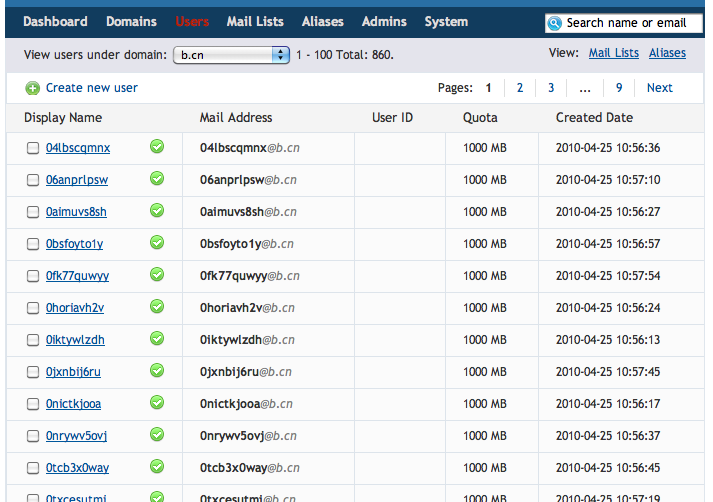 Dashboard Domains Users Mail Lists Aliases Admins System Search name or email
View users under domain: b.cn 1 - 100 Total: 860. View: Mail Lists Aliases
Create new user Pages: 1 2 3 ... 9 Next
Display Name Mail Address User ID Quota Created Date
04lbscqmnx 04lbscqmnx@b.cn 1000 MB 2010-04-25 10:56:36
06anprlpsw 06anprlpsw@b.cn 1000 MB 2010-04-25 10:57:10
0aimuvs8sh 0aimuvs8sh@b.cn 1000 MB 2010-04-25 10:56:27
0bsfoyto1y 0bsfoyto1y@b.cn 1000 MB 2010-04-25 10:56:57
0fk77quwyy 0fk77quwyy@b.cn 1000 MB 2010-04-25 10:57:54
0horiavh2v 0horiavh2v@b.cn 1000 MB 2010-04-25 10:56:24
0iktywlzdh 0iktywlzdh@b.cn 1000 MB 2010-04-25 10:56:13
0jxnbij6ru 0jxnbij6ru@b.cn 1000 MB 2010-04-25 10:57:45
0nictkjooa 0nictkjooa@b.cn 1000 MB 2010-04-25 10:56:17
0nrywv5ovj 0nrywv5ovj@b.cn 1000 MB 2010-04-25 10:56:37
0tcb3x0way 0tcb3x0way@b.cn 1000 MB 2010-04-25 10:56:45
0txcesutmj 0txcesutmj@b.cn 1000 MB 2010-04-25 10:57:19